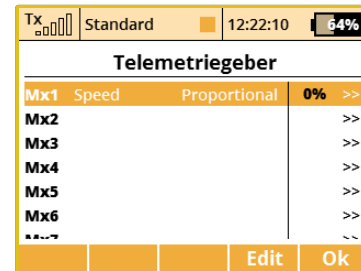 Tx Standard 12:22:10 64%
Telemetriegeber
Mx1 Speed Proportional 0% >>
Mx2 >>
Mx3 >>
Mx4 >>
Mx5 >>
Mx6 >>
Edit Ok